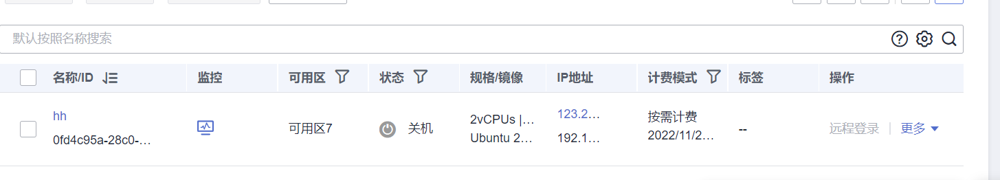 默认按照名称搜索
名称/ID 监控 可用区 状态 规格/镜像 IP地址 计费模式 标签 操作
hh
0fd4c95a-28c0-...
可用区7
关机
2vCPUs |...
Ubuntu 2...
123.2...
192.1...
按需计费
2022/11/2...
--
远程登录 | 更多